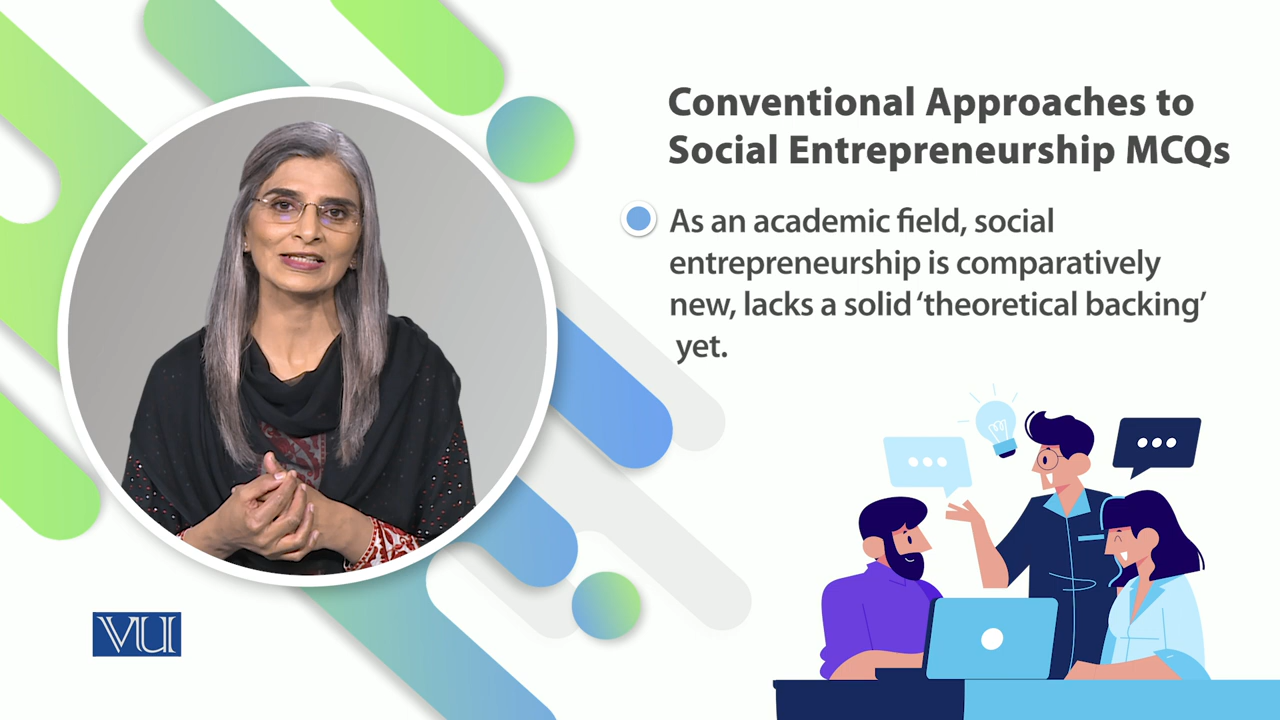 Conventional Approaches to
Social Entrepreneurship MCQs
As an academic field, social
entrepreneurship is comparatively
new, lacks a solid ‘theoretical backing’
yet.
VU